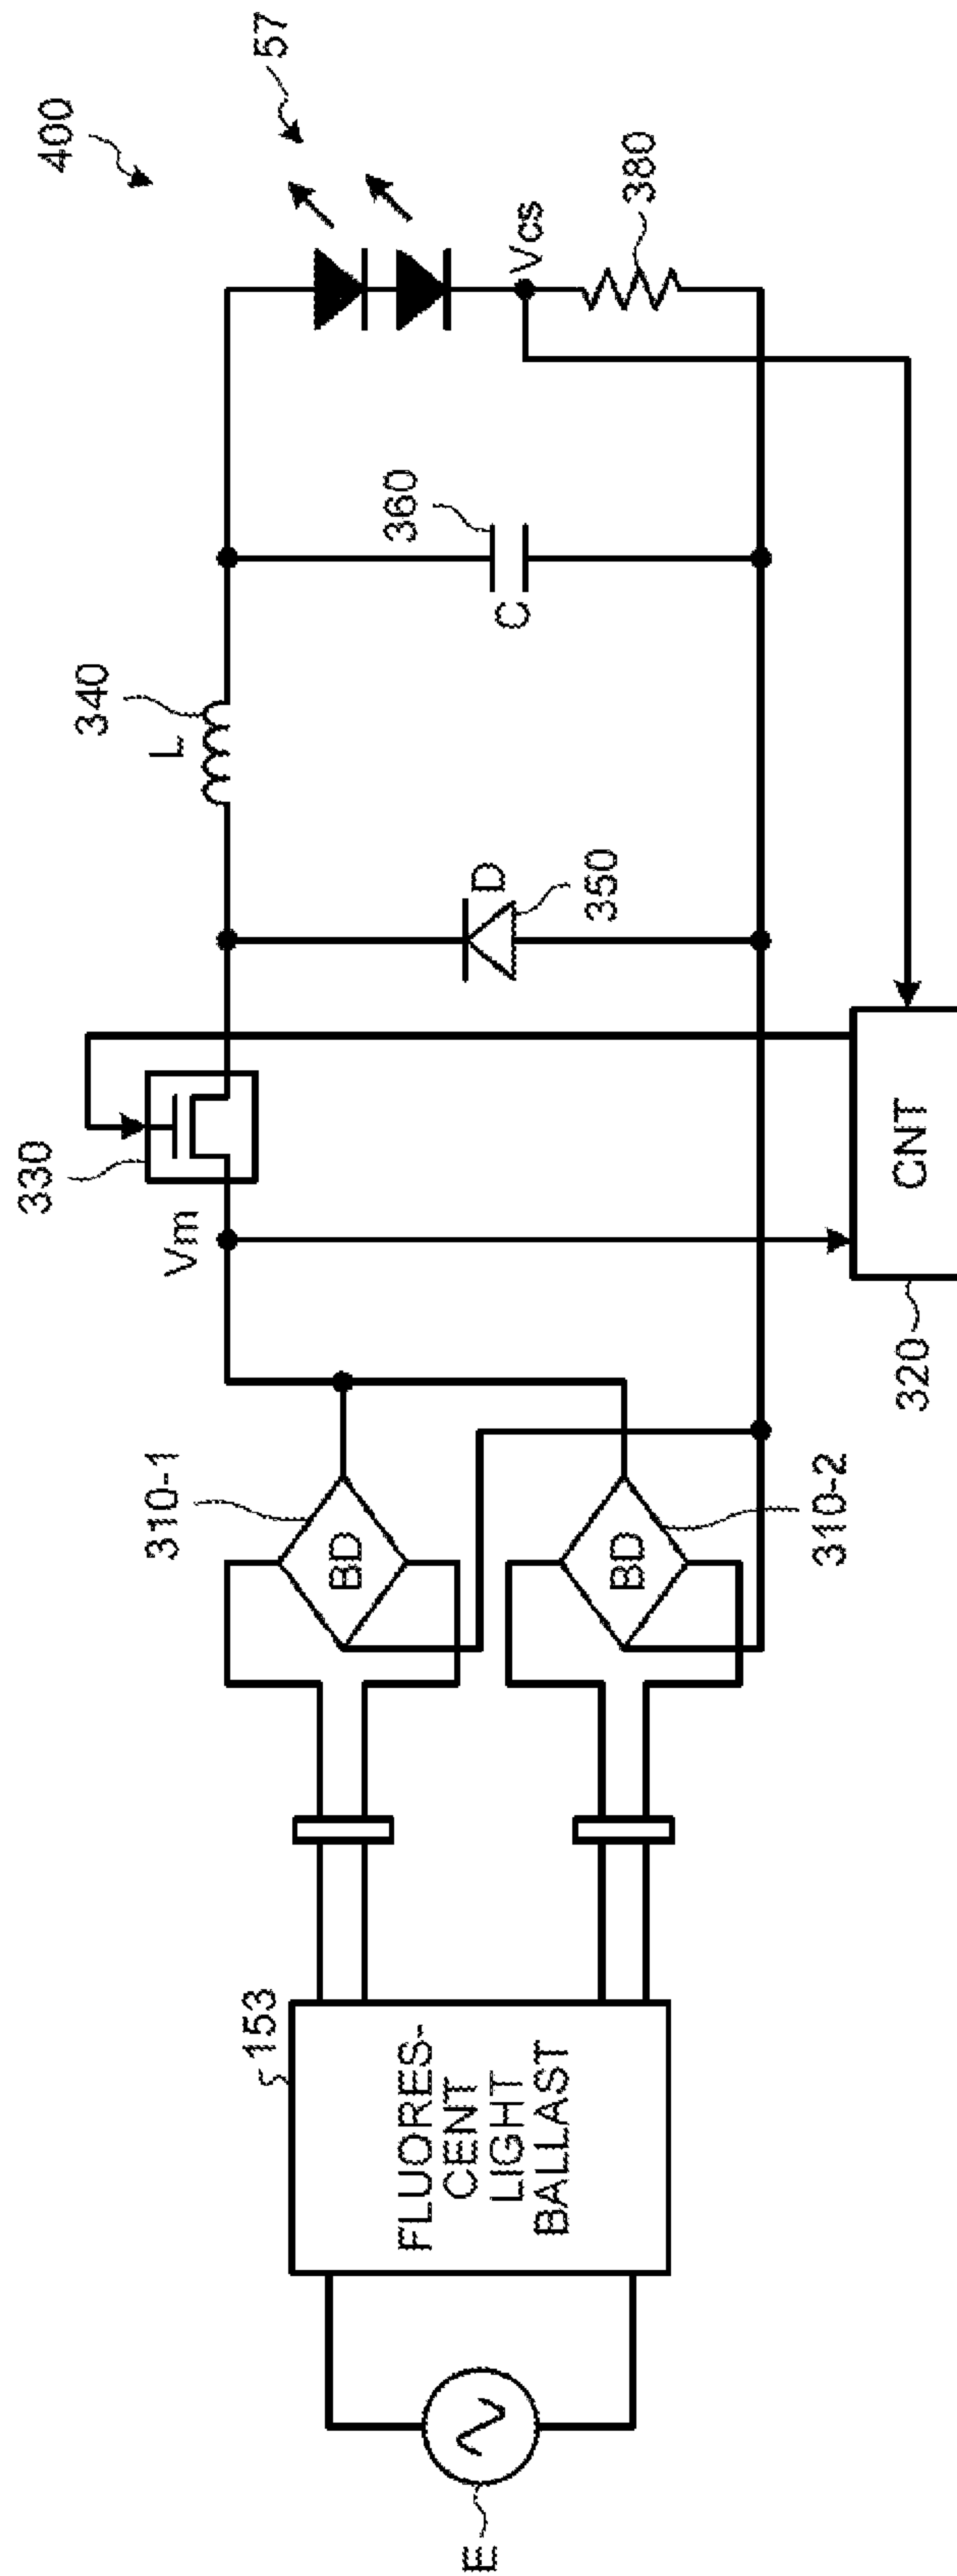 400
57
330
340
L
Vm
360
C
Vcs
380
D
350
310-1
BD
310-2
BD
153
FLUORES-
CENT
LIGHT
BALLAST
E
CNT
320